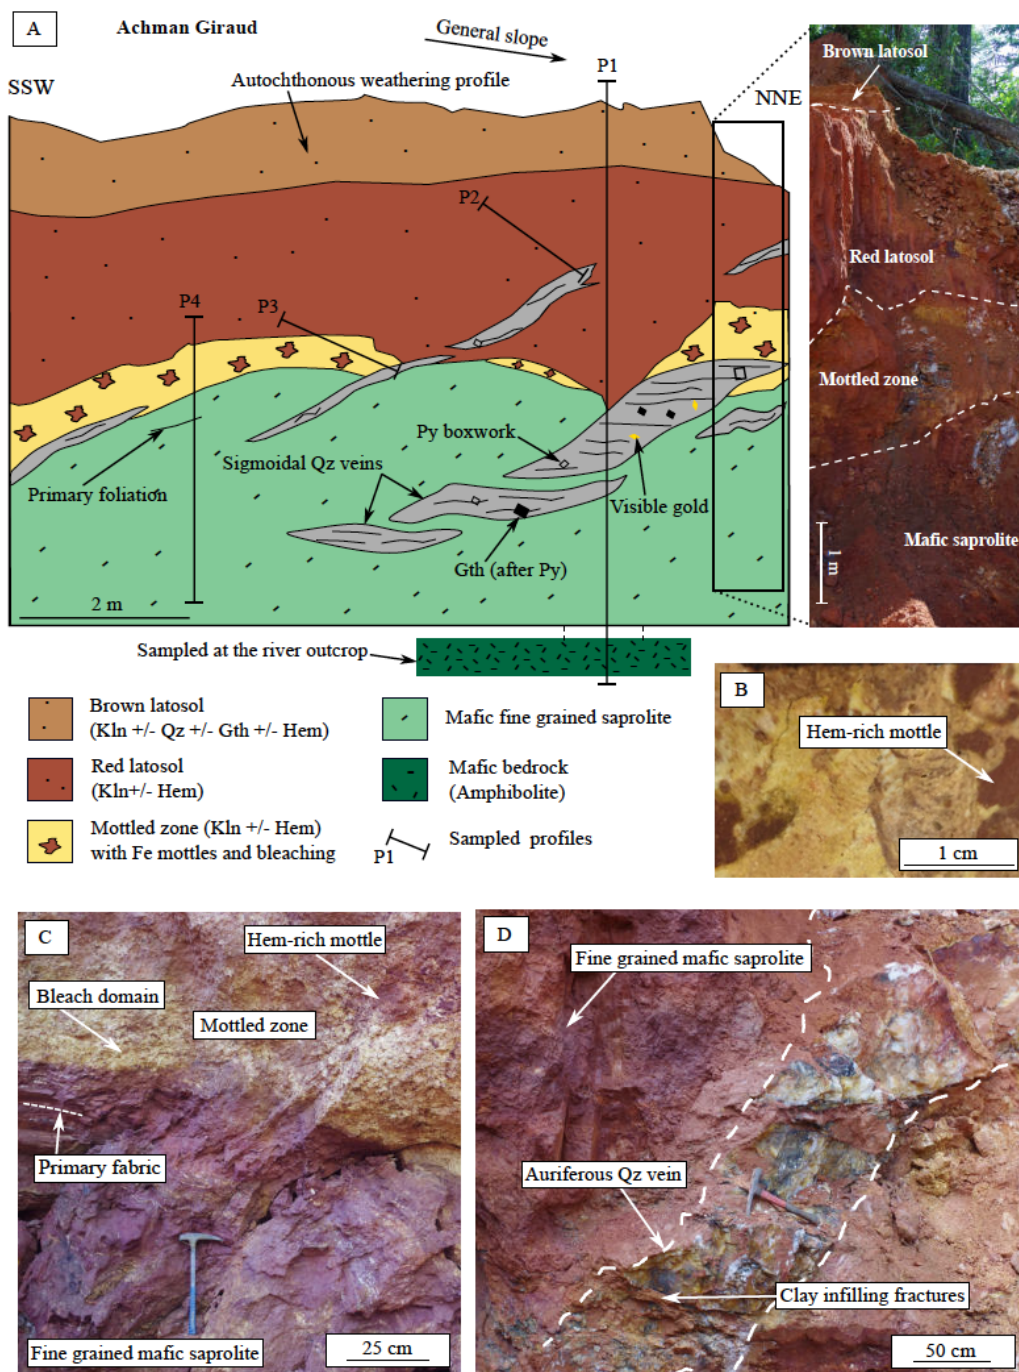 A
Achman Giraud
General slope
SSW
Autochthonous weathering profile
P1
NNE
P2
P4
P3
Py boxwork
Sigmoidal Qz veins
Primary foliation
Visible gold
Gth (after Py)
2 m
Brown latosol
Red latosol
Mottled zone
Mafic saprolite
1 m
Sampled at the river outcrop
Brown latosol
(Kln +/- Qz +/- Gth +/- Hem)
Red latosol
(Kln+/- Hem)
Mottled zone (Kln +/- Hem)
with Fe mottles and bleaching
Mafic fine grained saprolite
Mafic bedrock
(Amphibolite)
P1
Sampled profiles
B
Hem-rich mottle
1 cm
C
Hem-rich mottle
Bleach domain
Mottled zone
Primary fabric
Fine grained mafic saprolite
25 cm
D
Fine grained mafic saprolite
Auriferous Qz vein
Clay infilling fractures
50 cm